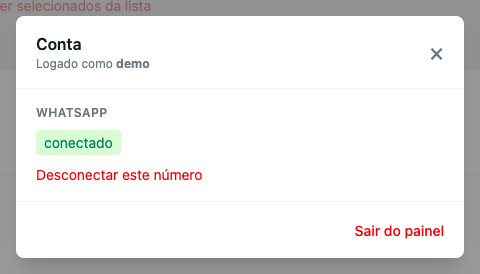 er selecionados da lista
Conta
Logado como demo
×
WHATSAPP
conectado
Desconectar este número
Sair do painel